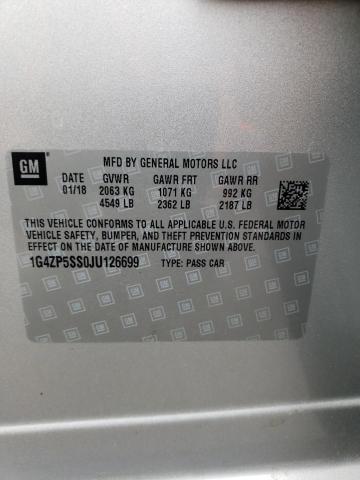 GM
MFD BY GENERAL MOTORS LLC
DATE GVWR GAWR FRT GAWR RR
01/18 2063 KG 1071 KG 992 KG
4549 LB 2362 LB 2187 LB
THIS VEHICLE CONFORMS TO ALL APPLICABLE U.S. FEDERAL MOTOR
VEHICLE SAFETY, BUMPER, AND THEFT PREVENTION STANDARDS IN
EFFECT ON THE DATE OF MANUFACTURE SHOWN ABOVE.
1G4ZP5SS0JU126699 TYPE: PASS CAR